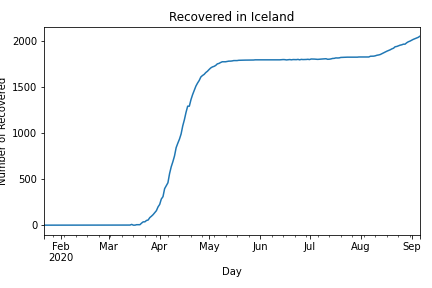 Recovered in Iceland
Number of Recovered
2000
1500
1000
500
0
Feb
2020
Mar
Apr
May
Jun
Jul
Aug
Sep
Day